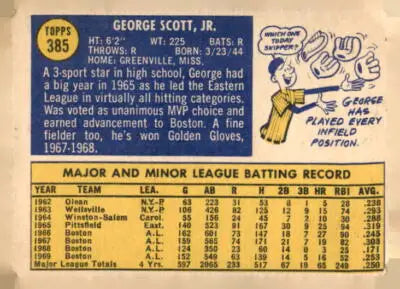 TOPPS
385
GEORGE SCOTT, JR.
HT: 6'2" WT: 225 BATS: R
THROWS: R BORN: 3/23/44
HOME: GREENVILLE, MISS.
A 3-sport star in high school, George had
a big year in 1965 as he led the Eastern
League in virtually all hitting categories.
Was voted as unanimous MVP choice and
earned advancement to Boston. A fine
fielder too, he's won Golden Gloves,
1967-1968.
WHICH ONE
TODAY
SKIPPER?
GEORGE
HAS
PLAYED EVERY
INFIELD
POSITION.
MAJOR AND MINOR LEAGUE BATTING RECORD
YEAR TEAM LEA. G AB R H 2B 3B HR RBI AVG.
1962 Olean N.Y.-P. 63 223 31 53 8 1 5 28 .238
1963 Wellsville N.Y.-P. 106 426 82 125 12 9 15 74 .293
1964 Winston-Salem Carol. 35 156 24 45 7 2 10 30 .288
1965 Pittsfield East. 140 523 91 167 30 9 25 94 .319
1966 Boston A.L. 162 601 73 147 18 7 27 90 .245
1967 Boston A.L. 159 565 74 171 21 7 19 82 .303
1968 Boston A.L. 124 350 23 60 14 0 3 25 .171
1969 Boston A.L. 152 549 63 139 14 5 16 52 .253
Major League Totals 4 Yrs. 597 2065 233 517 67 19 65 249 .250